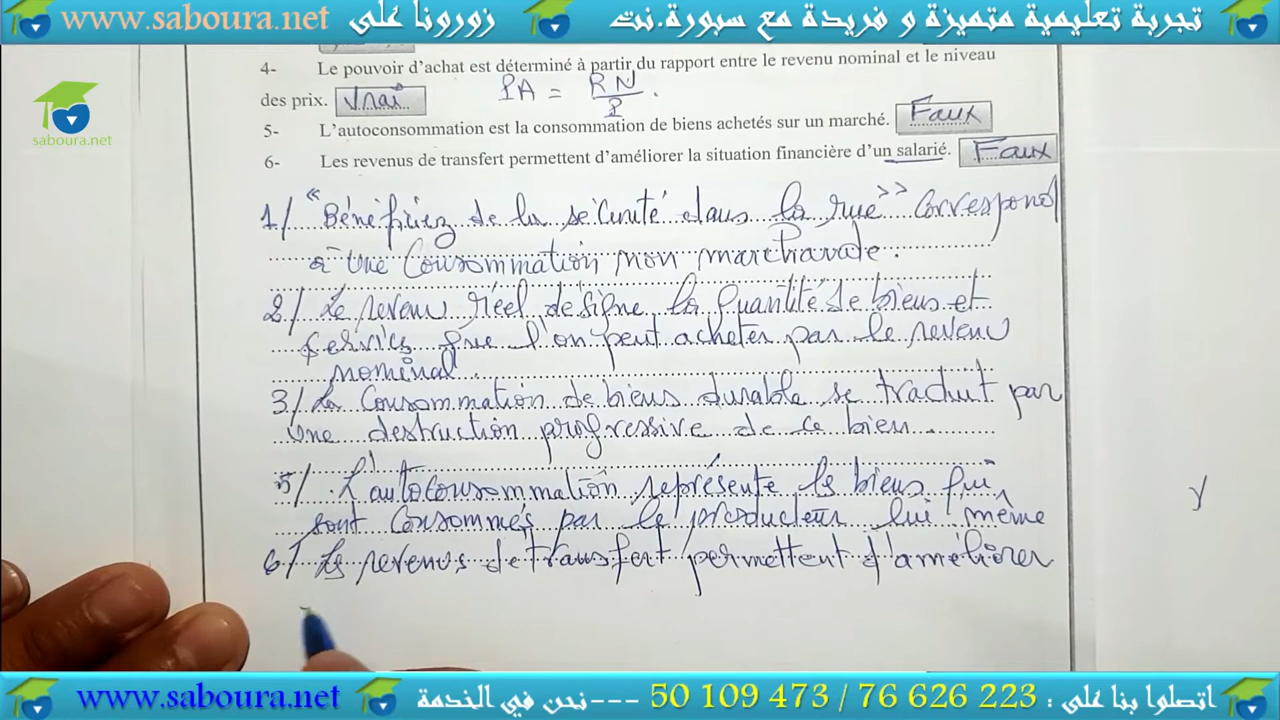 www.saboura.net زورونا على تجربة تعليمية متميزة و فريدة مع سبورة.نت
saboura.net
4- Le pouvoir d'achat est déterminé à partir du rapport entre le revenu nominal et le niveau
des prix. Vrai PA = RN / P.
5- L'autoconsommation est la consommation de biens achetés sur un marché. Faux
6- Les revenus de transfert permettent d'améliorer la situation financière d'un salarié. Faux
1/ "Bénéficiez de la sécurité dans la rue" correspond
à une consommation non marchande.
2/ Le revenu réel désigne la quantité de biens et
services que l'on peut acheter par le revenu
nominal.
3/ La consommation de biens durable se traduit par
une destruction progressive de ce bien.
5/ L'autoconsommation représente les biens qui
sont consommés par le producteur lui même
6/ Les revenus de transfert permettent d'améliorer
www.saboura.net اتصلوا بنا على : 223 626 76 / 473 109 50 ---نحن في الخدمة